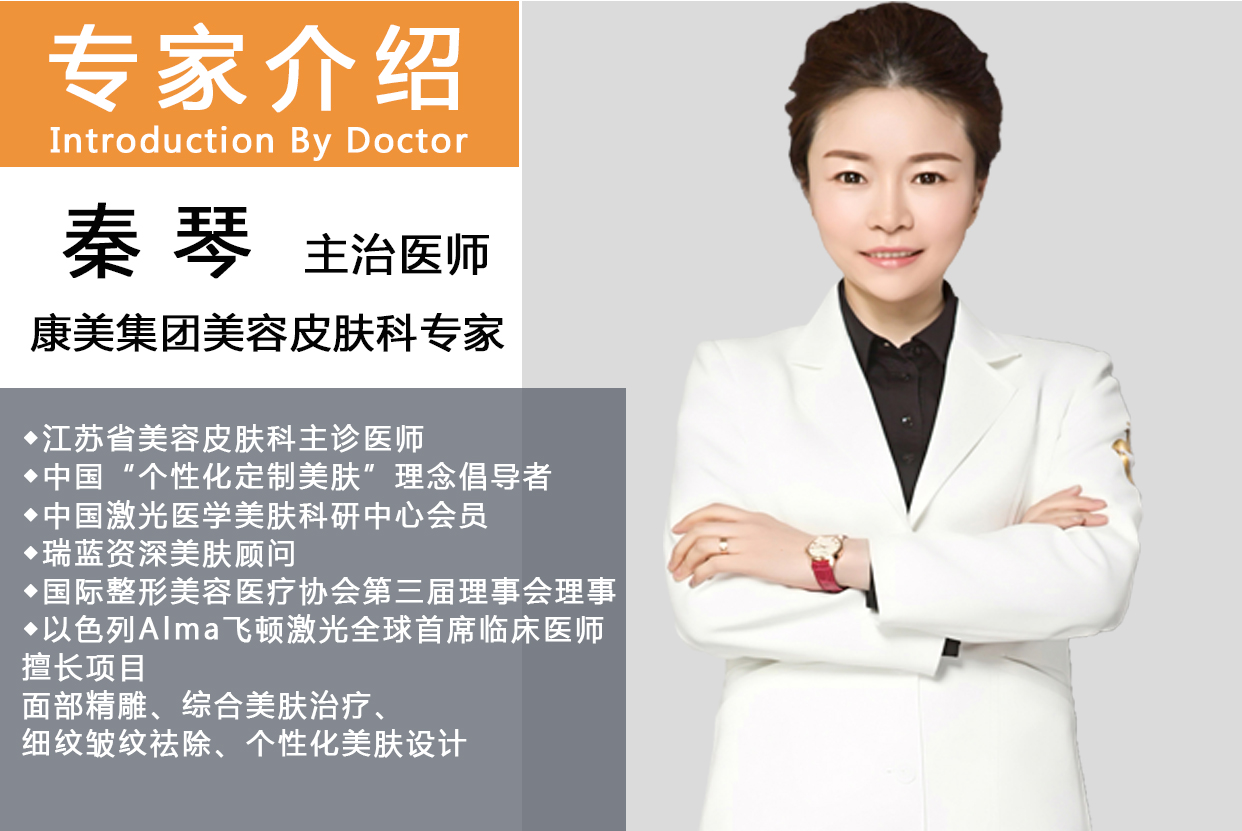 专家介绍
Introduction By Doctor
秦琴 主治医师
康美集团美容皮肤科专家
◆江苏省美容皮肤科主诊医师
◆中国“个性化定制美肤”理念倡导者
◆中国激光医学美肤科研中心会员
◆瑞蓝资深美肤顾问
◆国际整形美容医疗协会第三届理事会理事
◆以色列Alma飞顿激光全球首席临床医师
擅长项目
面部精雕、综合美肤治疗、
细纹皱纹祛除、个性化美肤设计